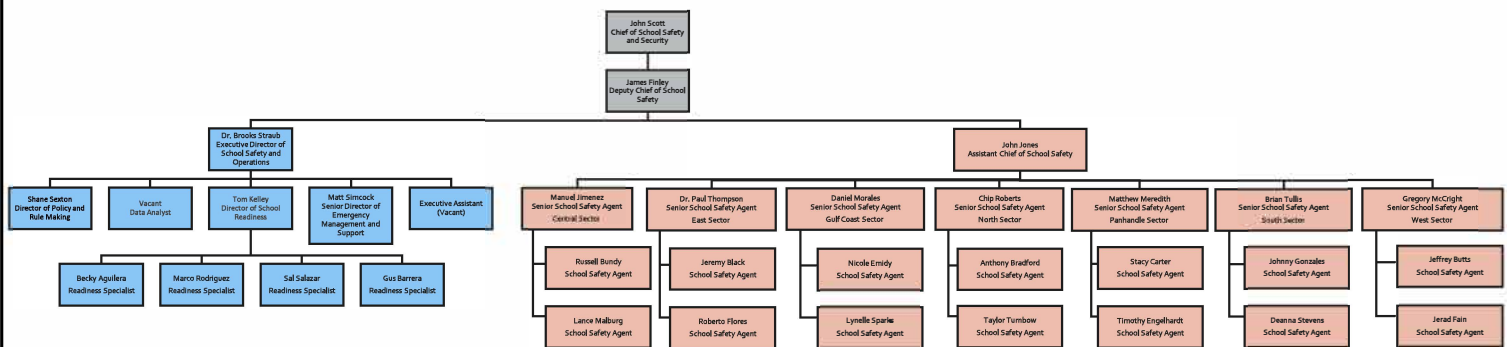 John Scott
Chief of School Safety
and Security
James Finley
Deputy Chief of School
Safety
Dr. Brooks Straub
Executive Director of
School Safety and
Operations
John Jones
Assistant Chief of School Safety
Shane Sexton
Director of Policy and
Rule Making
Vacant
Data Analyst
Tom Kelley
Director of School
Readiness
Matt Simcock
Senior Director of
Emergency
Management and
Support
Executive Assistant
(Vacant)
Manuel Jimenez
Senior School Safety Agent
Central Sector
Dr. Paul Thompson
Senior School Safety Agent
East Sector
Daniel Morales
Senior School Safety Agent
Gulf Coast Sector
Chip Roberts
Senior School Safety Agent
North Sector
Matthew Meredith
Senior School Safety Agent
Panhandle Sector
Brian Tullis
Senior School Safety Agent
South Sector
Gregory McCright
Senior School Safety Agent
West Sector
Becky Aguilera
Readiness Specialist
Marco Rodriguez
Readiness Specialist
Sal Salazar
Readiness Specialist
Gus Barrera
Readiness Specialist
Russell Bundy
School Safety Agent
Jeremy Black
School Safety Agent
Nicole Emidy
School Safety Agent
Anthony Bradford
School Safety Agent
Stacy Carter
School Safety Agent
Johnny Gonzales
School Safety Agent
Jeffrey Butts
School Safety Agent
Lance Malburg
School Safety Agent
Roberto Flores
School Safety Agent
Lynelle Sparks
School Safety Agent
Taylor Turnbow
School Safety Agent
Timothy Engelhardt
School Safety Agent
Deanna Stevens
School Safety Agent
Jerad Fain
School Safety Agent